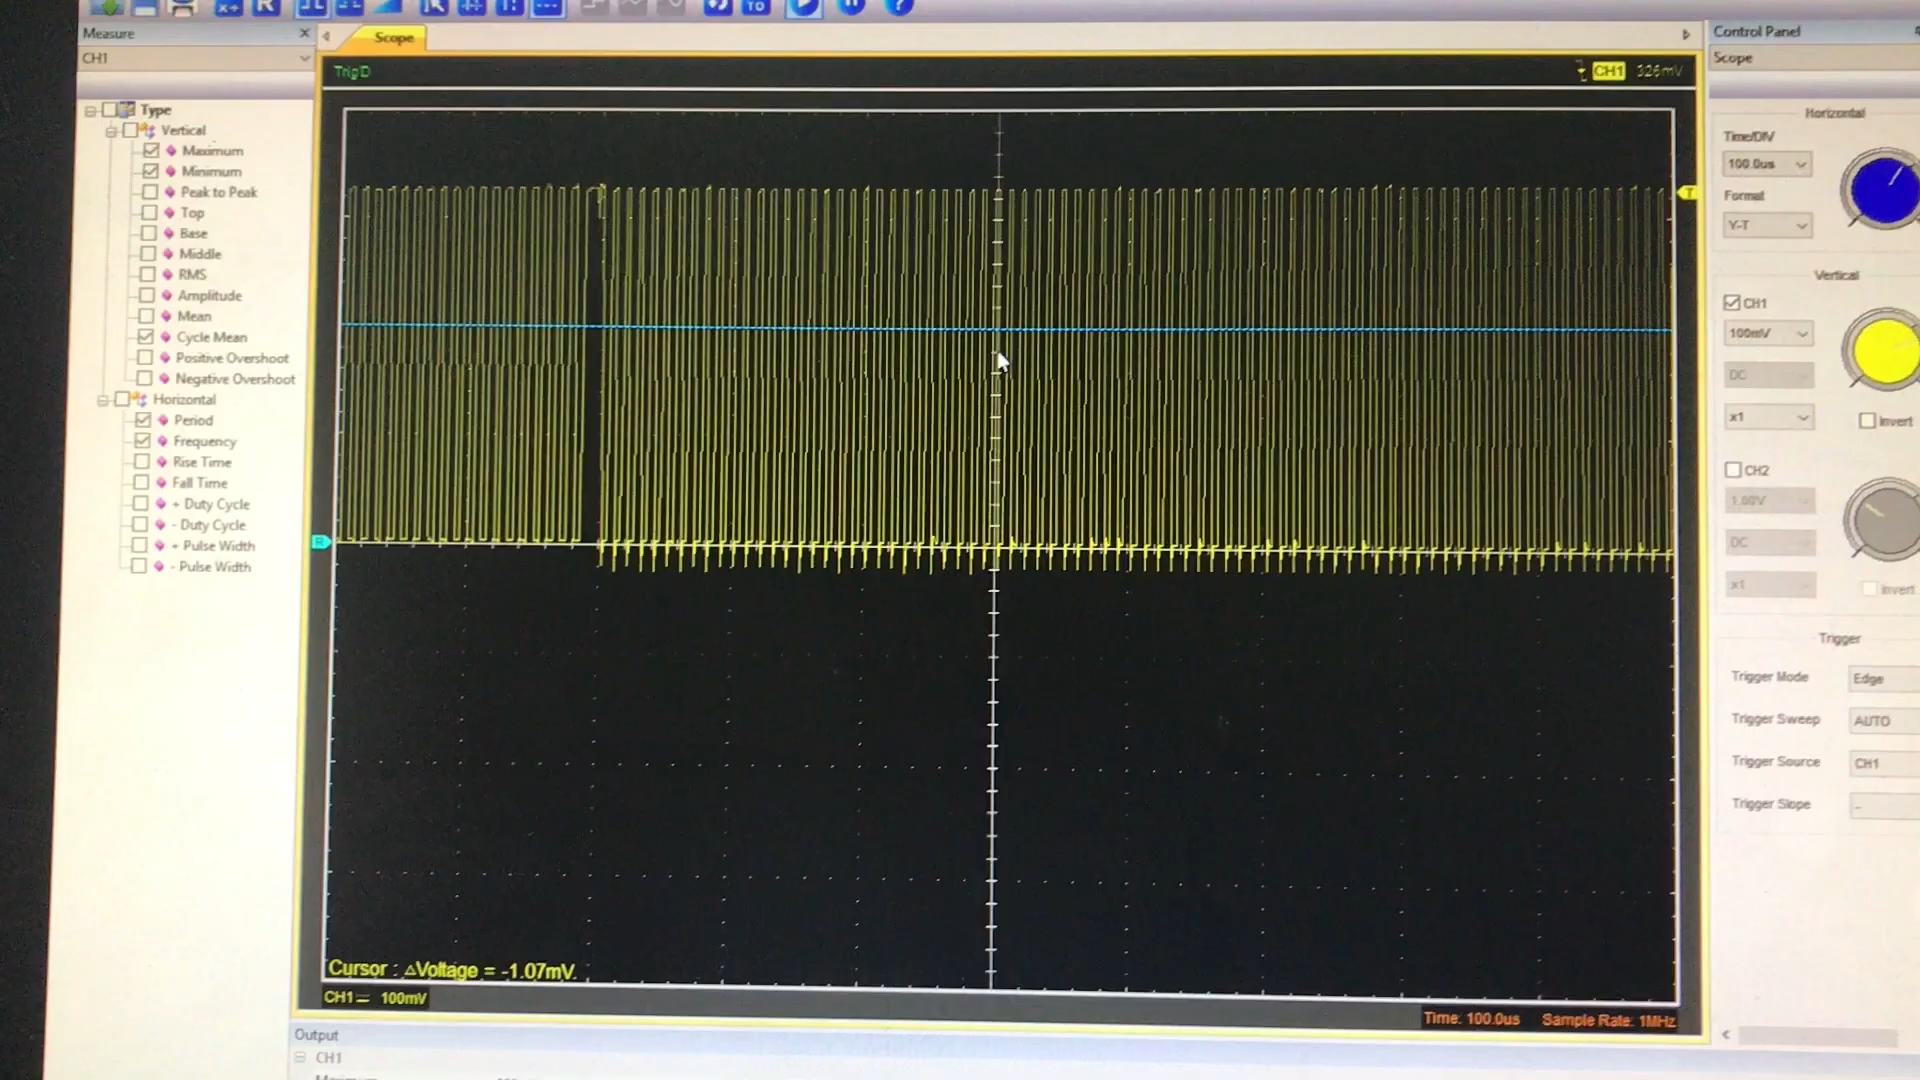 Measure
CH1
Type
Vertical
Maximum
Minimum
Peak to Peak
Top
Base
Middle
RMS
Amplitude
Mean
Cycle Mean
Positive Overshoot
Negative Overshoot
Horizontal
Period
Frequency
Rise Time
Fall Time
+ Duty Cycle
- Duty Cycle
+ Pulse Width
- Pulse Width
Scope
Trig'D
CH1 326mV
T
R
Cursor : △Voltage = -1.07mV
CH1 100mV
Time: 100.0us Sample Rate: 1MHz
Output
CH1
Control Panel
Scope
Horizontal
Time/DIV
100.0us
Format
Y-T
Vertical
CH1
100mV
DC
x1
Invert
CH2
1.00V
DC
x1
Invert
Trigger
Trigger Mode
Edge
Trigger Sweep
AUTO
Trigger Source
CH1
Trigger Slope
-